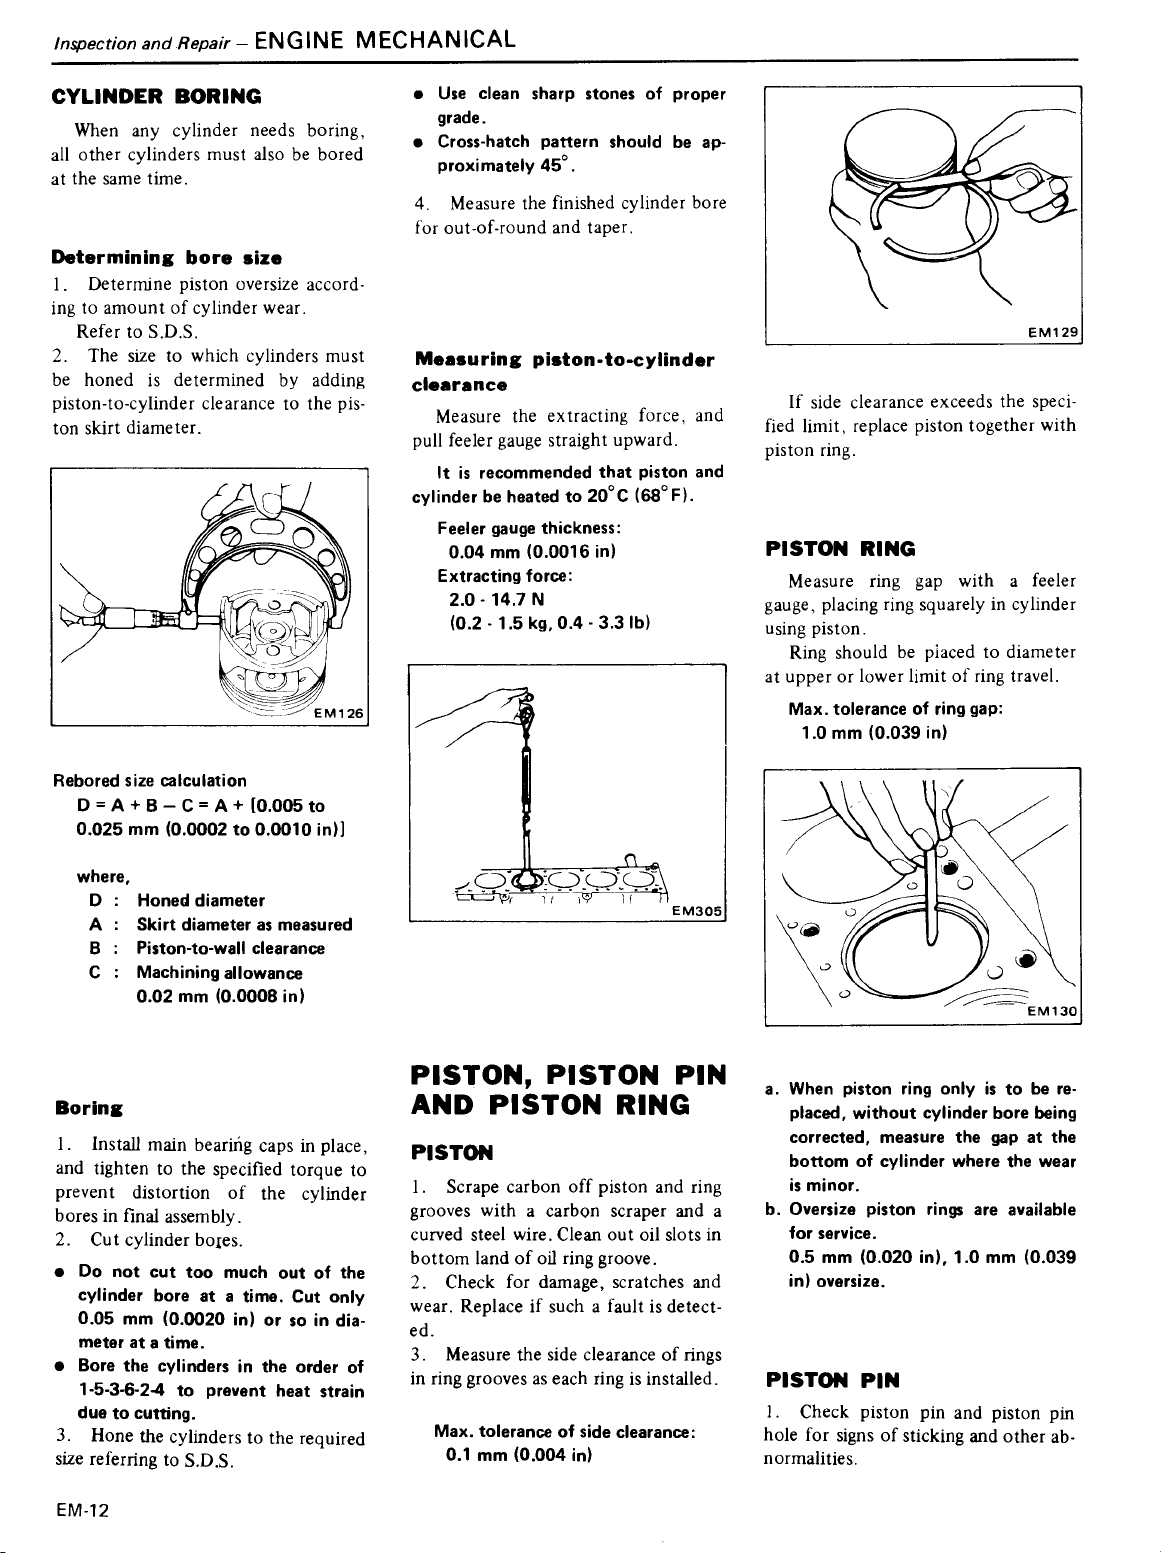 Inspection and Repair – ENGINE MECHANICAL
CYLINDER BORING
When any cylinder needs boring,
all other cylinders must also be bored
at the same time.
Determining bore size
1. Determine piston oversize accord-
ing to amount of cylinder wear.
Refer to S.D.S.
2. The size to which cylinders must
be honed is determined by adding
piston-to-cylinder clearance to the pis-
ton skirt diameter.
EM126
Rebored size calculation
D = A + B – C = A + [0.005 to
0.025 mm (0.0002 to 0.0010 in)]
where,
D : Honed diameter
A : Skirt diameter as measured
B : Piston-to-wall clearance
C : Machining allowance
0.02 mm (0.0008 in)
Boring
1. Install main bearing caps in place,
and tighten to the specified torque to
prevent distortion of the cylinder
bores in final assembly.
2. Cut cylinder bores.
● Do not cut too much out of the
cylinder bore at a time. Cut only
0.05 mm (0.0020 in) or so in dia-
meter at a time.
● Bore the cylinders in the order of
1-5-3-6-2-4 to prevent heat strain
due to cutting.
3. Hone the cylinders to the required
size referring to S.D.S.
● Use clean sharp stones of proper
grade.
● Cross-hatch pattern should be ap-
proximately 45°.
4. Measure the finished cylinder bore
for out-of-round and taper.
Measuring piston-to-cylinder
clearance
Measure the extracting force, and
pull feeler gauge straight upward.
It is recommended that piston and
cylinder be heated to 20°C (68°F).
Feeler gauge thickness:
0.04 mm (0.0016 in)
Extracting force:
2.0 - 14.7 N
(0.2 - 1.5 kg, 0.4 - 3.3 lb)
EM305
PISTON, PISTON PIN
AND PISTON RING
PISTON
1. Scrape carbon off piston and ring
grooves with a carbon scraper and a
curved steel wire. Clean out oil slots in
bottom land of oil ring groove.
2. Check for damage, scratches and
wear. Replace if such a fault is detect-
ed.
3. Measure the side clearance of rings
in ring grooves as each ring is installed.
Max. tolerance of side clearance:
0.1 mm (0.004 in)
EM129
If side clearance exceeds the speci-
fied limit, replace piston together with
piston ring.
PISTON RING
Measure ring gap with a feeler
gauge, placing ring squarely in cylinder
using piston.
Ring should be placed to diameter
at upper or lower limit of ring travel.
Max. tolerance of ring gap:
1.0 mm (0.039 in)
EM130
a. When piston ring only is to be re-
placed, without cylinder bore being
corrected, measure the gap at the
bottom of cylinder where the wear
is minor.
b. Oversize piston rings are available
for service.
0.5 mm (0.020 in), 1.0 mm (0.039
in) oversize.
PISTON PIN
1. Check piston pin and piston pin
hole for signs of sticking and other ab-
normalities.
EM-12